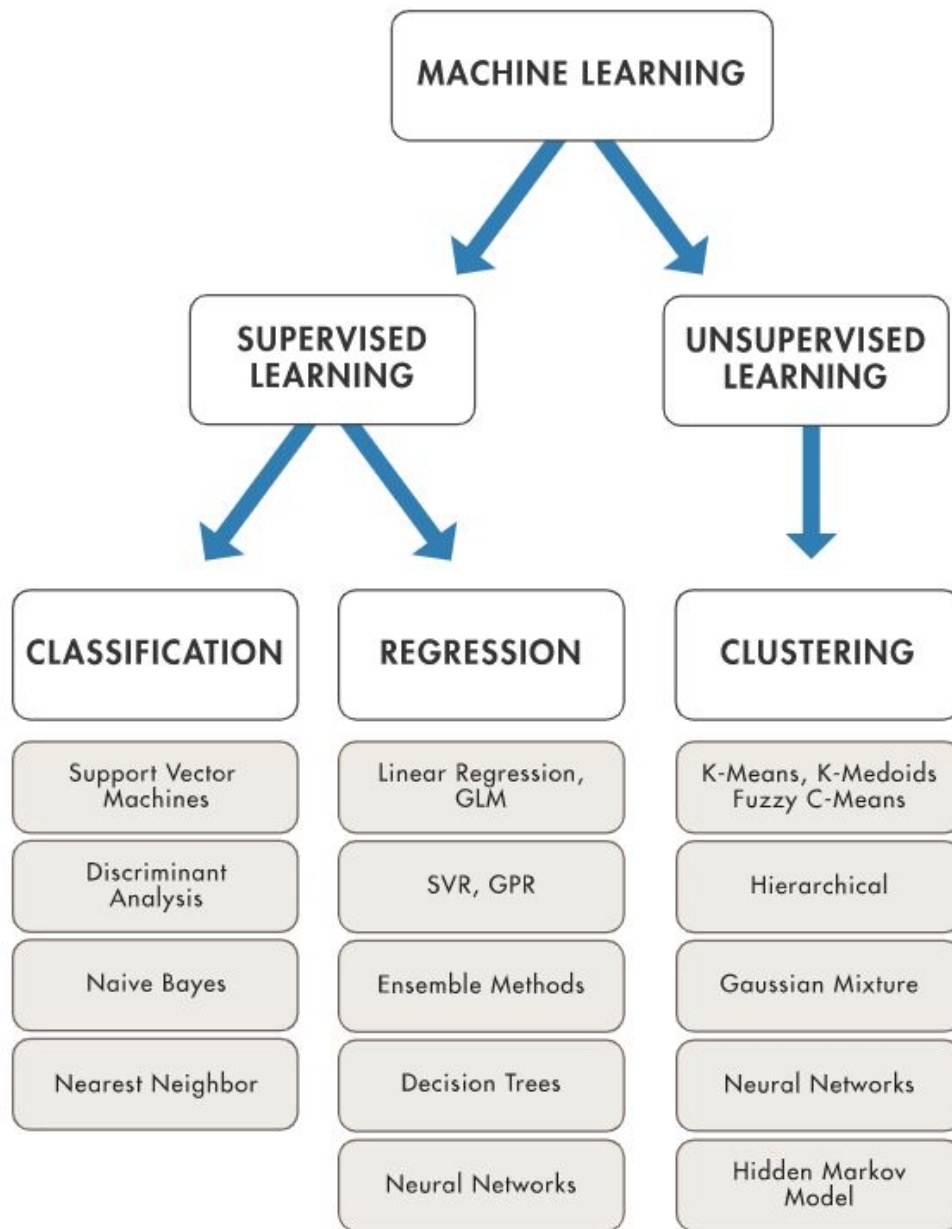 MACHINE LEARNING
SUPERVISED
LEARNING
UNSUPERVISED
LEARNING
CLASSIFICATION
Support Vector
Machines
Discriminant
Analysis
Naive Bayes
Nearest Neighbor
REGRESSION
Linear Regression,
GLM
SVR, GPR
Ensemble Methods
Decision Trees
Neural Networks
CLUSTERING
K-Means, K-Medoids
Fuzzy C-Means
Hierarchical
Gaussian Mixture
Neural Networks
Hidden Markov
Model